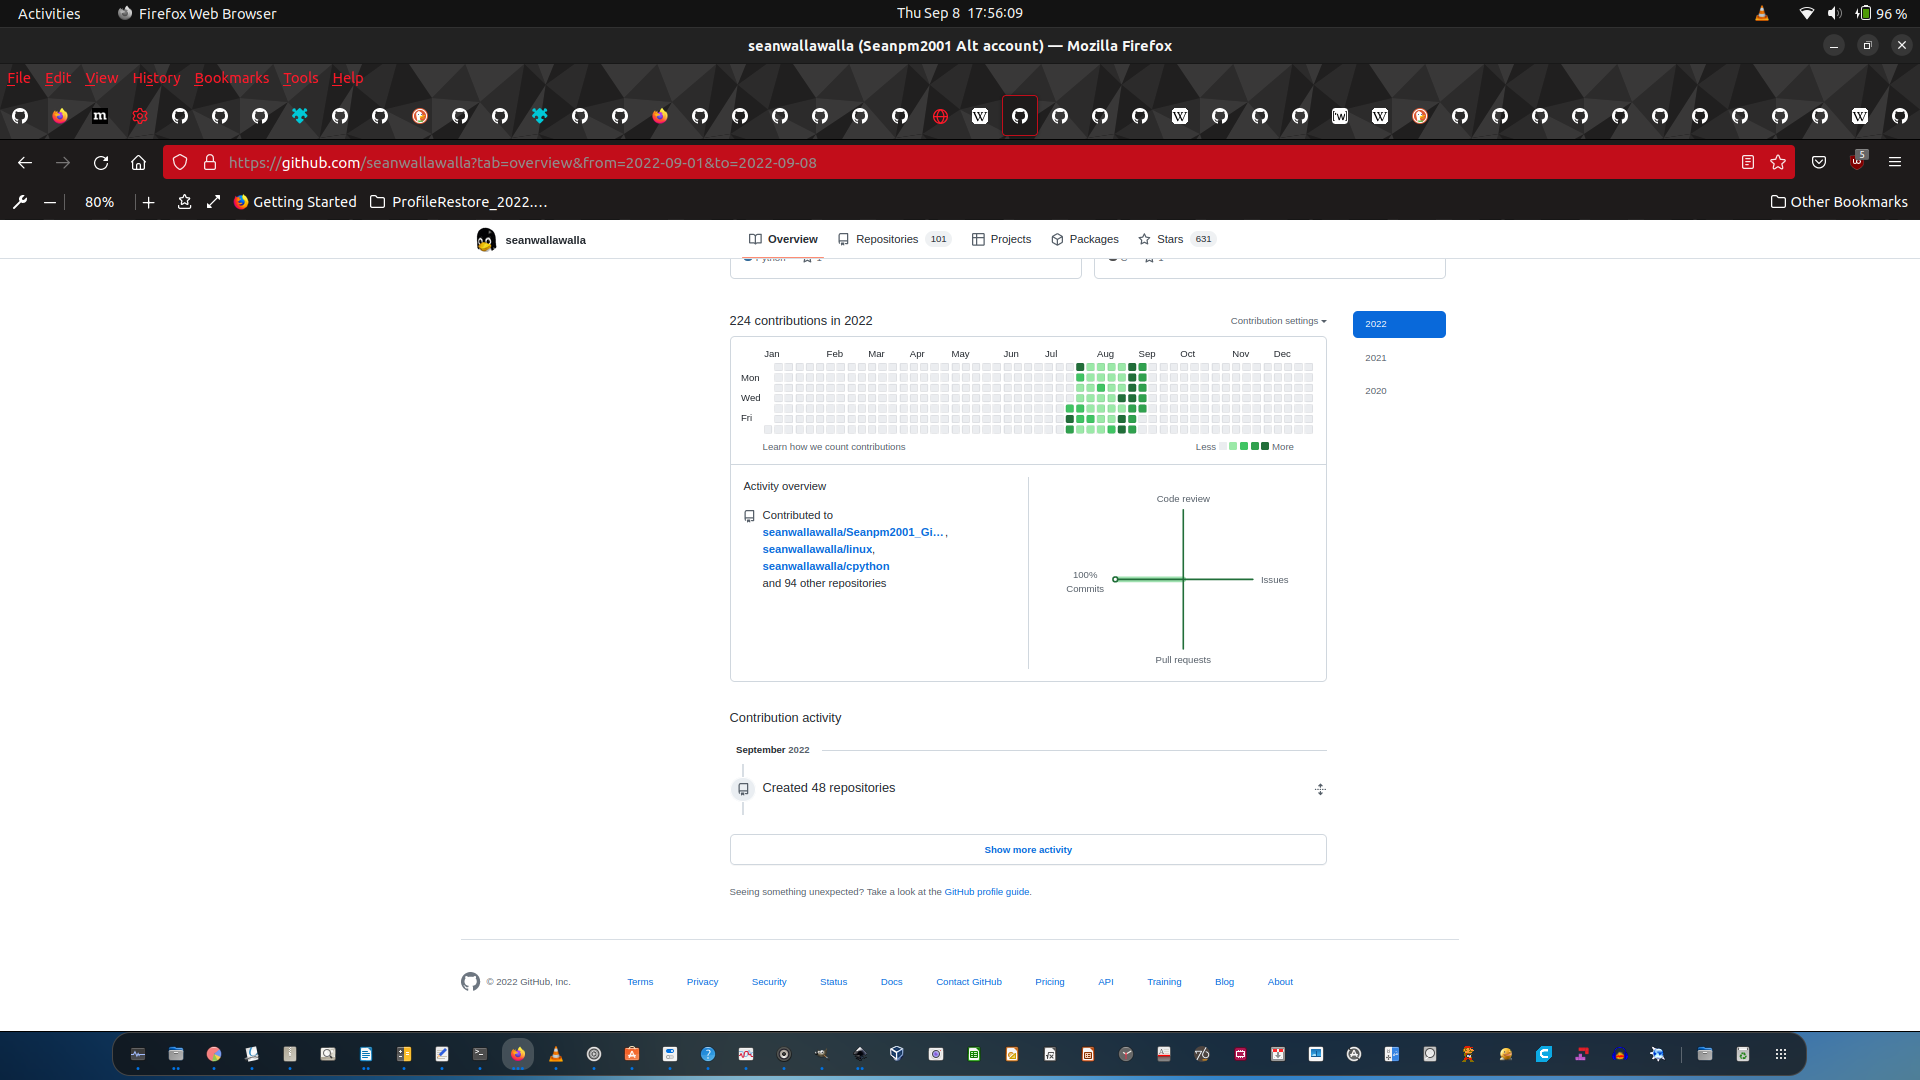 Activities
Firefox Web Browser
Thu Sep 8 17:56:09
96 %
seanwallawalla (Seanpm2001 Alt account) — Mozilla Firefox
File Edit View History Bookmarks Tools Help
https://github.com/seanwallawalla?tab=overview&from=2022-09-01&to=2022-09-08
5
80%
Getting Started
ProfileRestore_2022....
Other Bookmarks
seanwallawalla
Overview
Repositories 101
Projects
Packages
Stars 631
224 contributions in 2022
Contribution settings
2022
2021
2020
Jan Feb Mar Apr May Jun Jul Aug Sep Oct Nov Dec
Mon
Wed
Fri
Learn how we count contributions
Less
More
Activity overview
Contributed to
seanwallawalla/Seanpm2001_Gi...,
seanwallawalla/linux,
seanwallawalla/cpython
and 94 other repositories
Code review
100%
Commits
Issues
Pull requests
Contribution activity
September 2022
Created 48 repositories
Show more activity
Seeing something unexpected? Take a look at the GitHub profile guide.
© 2022 GitHub, Inc.
Terms Privacy Security Status Docs Contact GitHub Pricing API Training Blog About